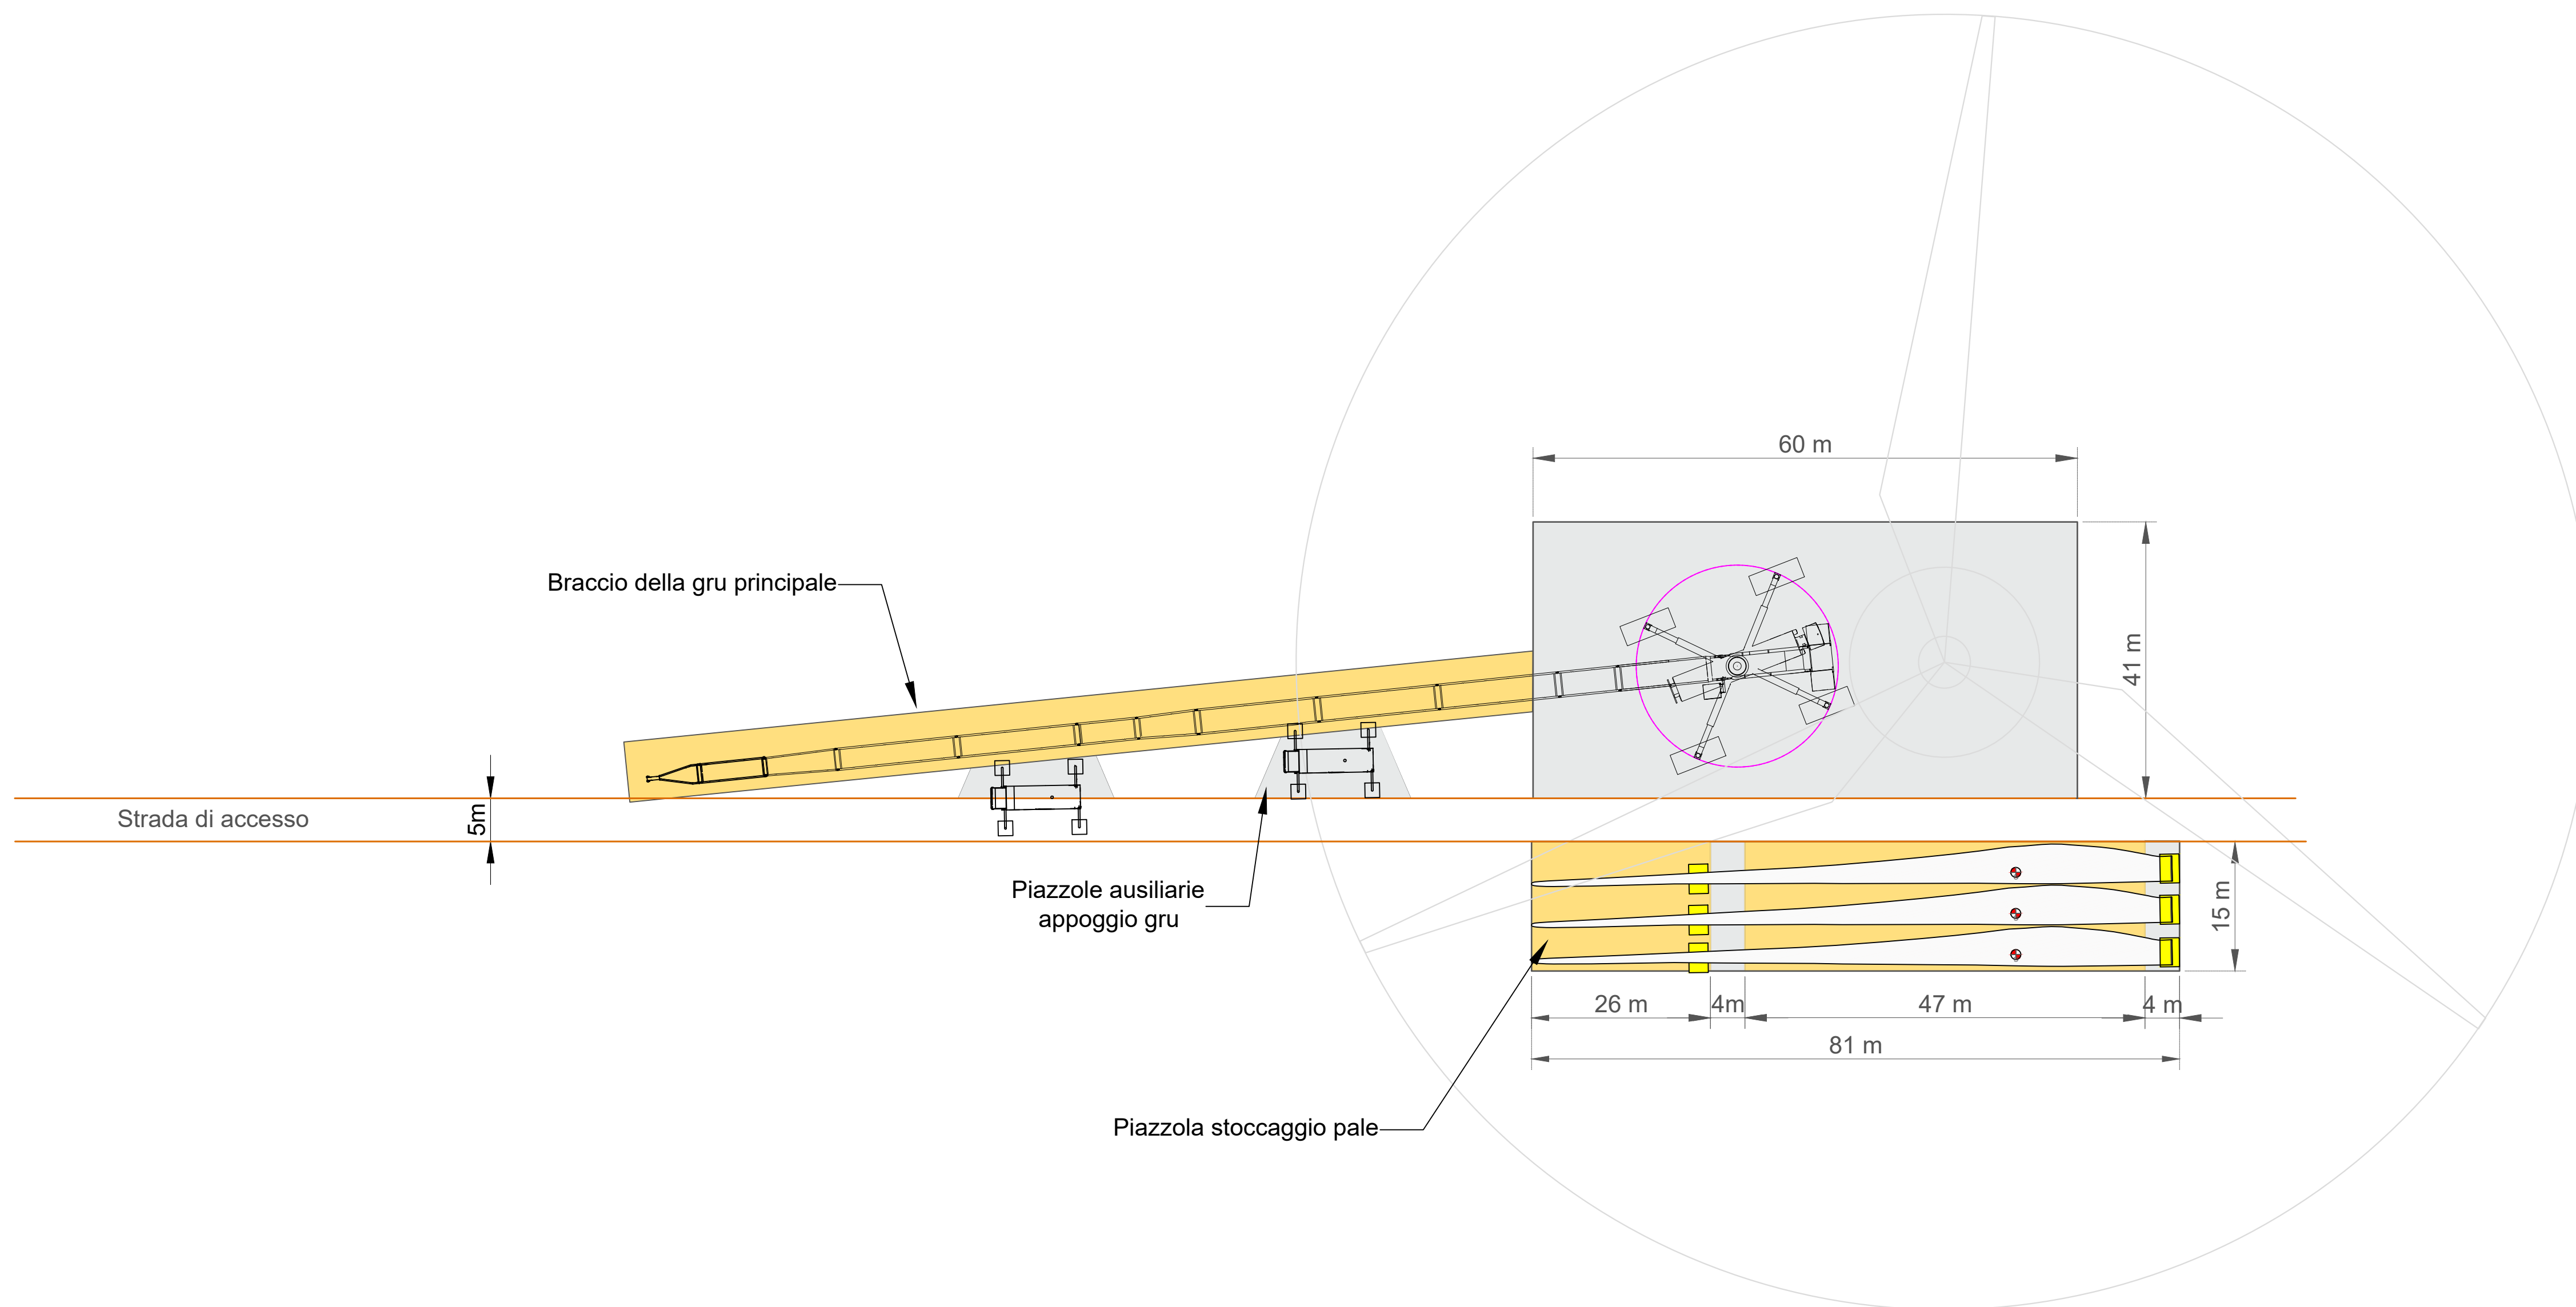 60 m
Braccio della gru principale
41 m
Strada di accesso
5m
Piazzole ausiliarie
appoggio gru
15 m
26 m
4m
47 m
4 m
81 m
Piazzola stoccaggio pale